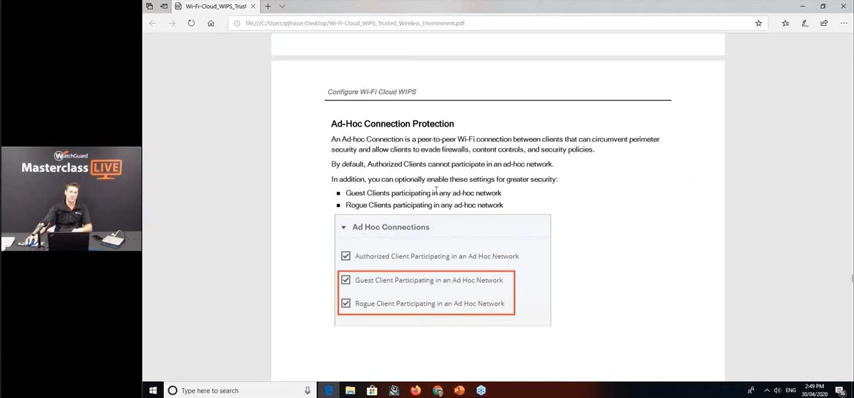 Wi-Fi-Cloud_WIPS_Trust
file:///C:/Users/pjfraser/Desktop/Wi-Fi-Cloud_WIPS_Trusted_Wireless_Environment.pdf
Configure Wi-Fi Cloud WIPS
Ad-Hoc Connection Protection
An Ad-hoc Connection is a peer-to-peer Wi-Fi connection between clients that can circumvent perimeter
security and allow clients to evade firewalls, content controls, and security policies.
By default, Authorized Clients cannot participate in an ad-hoc network.
In addition, you can optionally enable these settings for greater security:
Guest Clients participating in any ad-hoc network
Rogue Clients participating in any ad-hoc network
Ad Hoc Connections
Authorized Client Participating in an Ad Hoc Network
Guest Client Participating in an Ad Hoc Network
Rogue Client Participating in an Ad Hoc Network
WatchGuard
Masterclass LIVE
Type here to search
ENG
2:49 PM
30/04/2020